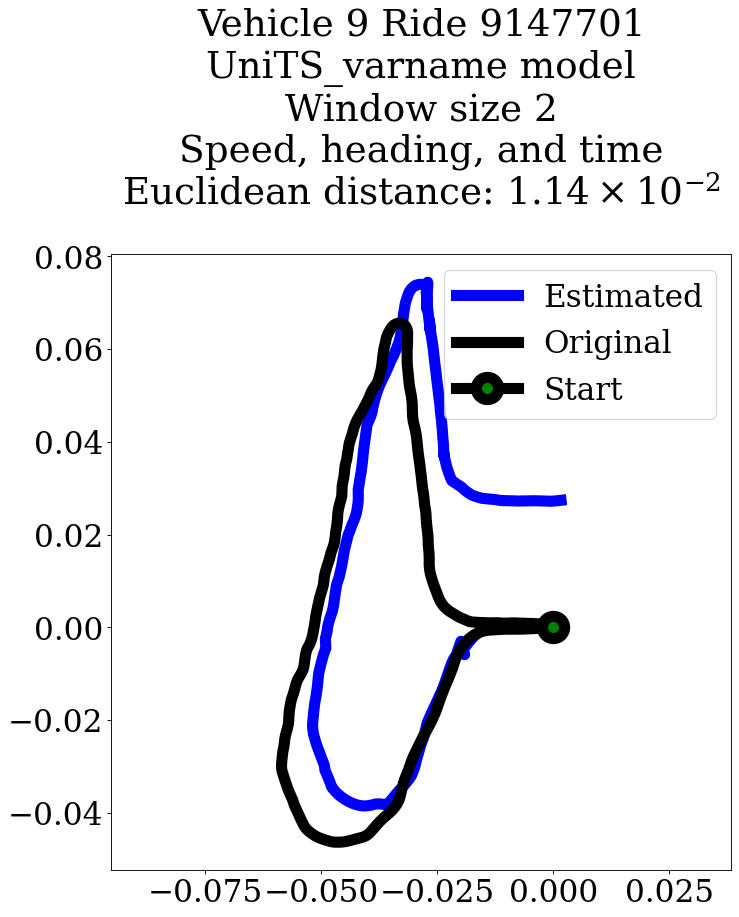 Vehicle 9 Ride 9147701
UniTS_varname model
Window size 2
Speed, heading, and time
Euclidean distance: 1.14 × 10⁻²
0.08
0.06
0.04
0.02
0.00
−0.02
−0.04
Estimated
Original
Start
−0.075 −0.050 −0.025 0.000 0.025